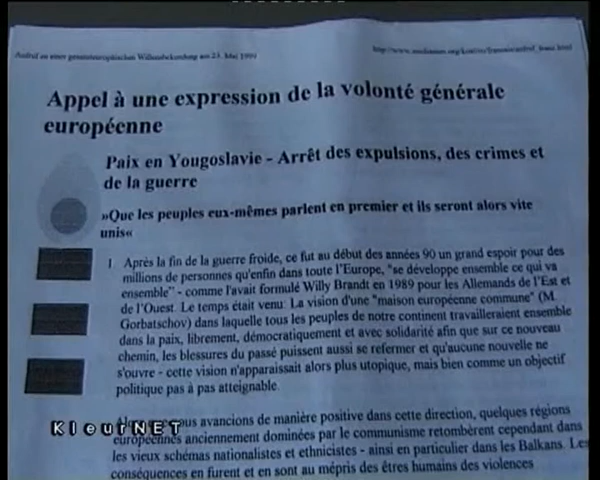 Aufruf zu einer gesamteuropäischen Willensbekundung am 23. Mai 1999
Appel à une expression de la volonté générale
européenne
Paix en Yougoslavie - Arrêt des expulsions, des crimes et
de la guerre
»Que les peuples eux-mêmes parlent en premier et ils seront alors vite
unis«
1 Après la fin de la guerre froide, ce fut au début des années 90 un grand espoir pour des
millions de personnes qu'enfin dans toute l'Europe, "se développe ensemble ce qui va
ensemble" - comme l'avait formulé Willy Brandt en 1989 pour les Allemands de l'Est et
de l'Ouest. Le temps était venu: La vision d'une "maison européenne commune" (M.
Gorbatschov) dans laquelle tous les peuples de notre continent travailleraient ensemble
dans la paix, librement, démocratiquement et avec solidarité afin que sur ce nouveau
chemin, les blessures du passé puissent aussi se refermer et qu'aucune nouvelle ne
s'ouvre - cette vision n'apparaissait alors plus utopique, mais bien comme un objectif
politique pas à pas atteignable.
KleurNET
avancions de manière positive dans cette direction, quelques régions
européennes anciennement dominées par le communisme retombèrent cependant dans
les vieux schémas nationalistes et ethnicistes - ainsi en particulier dans les Balkans. Les
conséquences en furent et en sont au mépris des êtres humains des violences